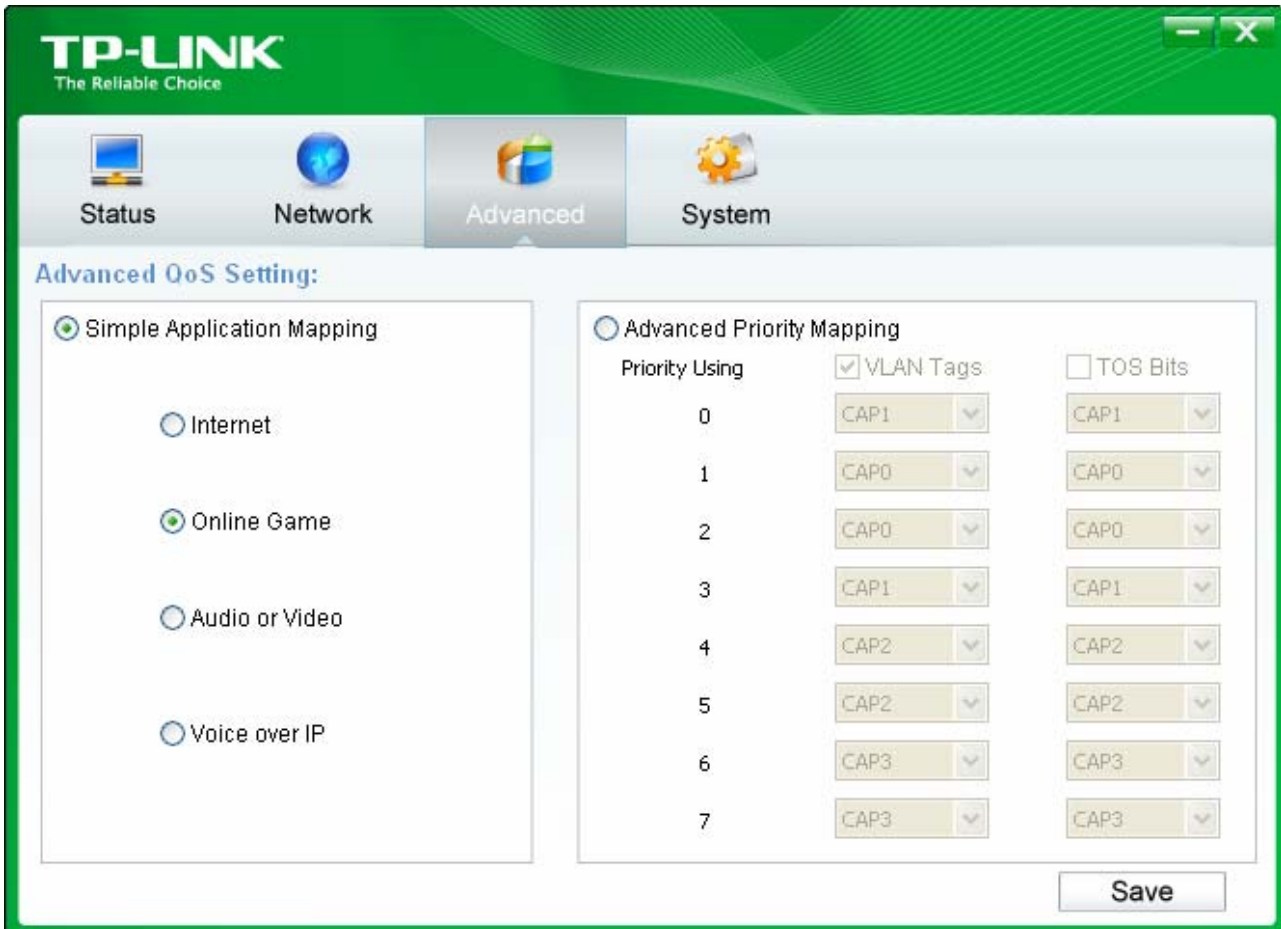 TP-LINK
The Reliable Choice
Status Network Advanced System
Advanced QoS Setting:
Simple Application Mapping
Internet
Online Game
Audio or Video
Voice over IP
Advanced Priority Mapping
Priority Using VLAN Tags TOS Bits
0 CAP1 CAP1
1 CAP0 CAP0
2 CAP0 CAP0
3 CAP1 CAP1
4 CAP2 CAP2
5 CAP2 CAP2
6 CAP3 CAP3
7 CAP3 CAP3
Save